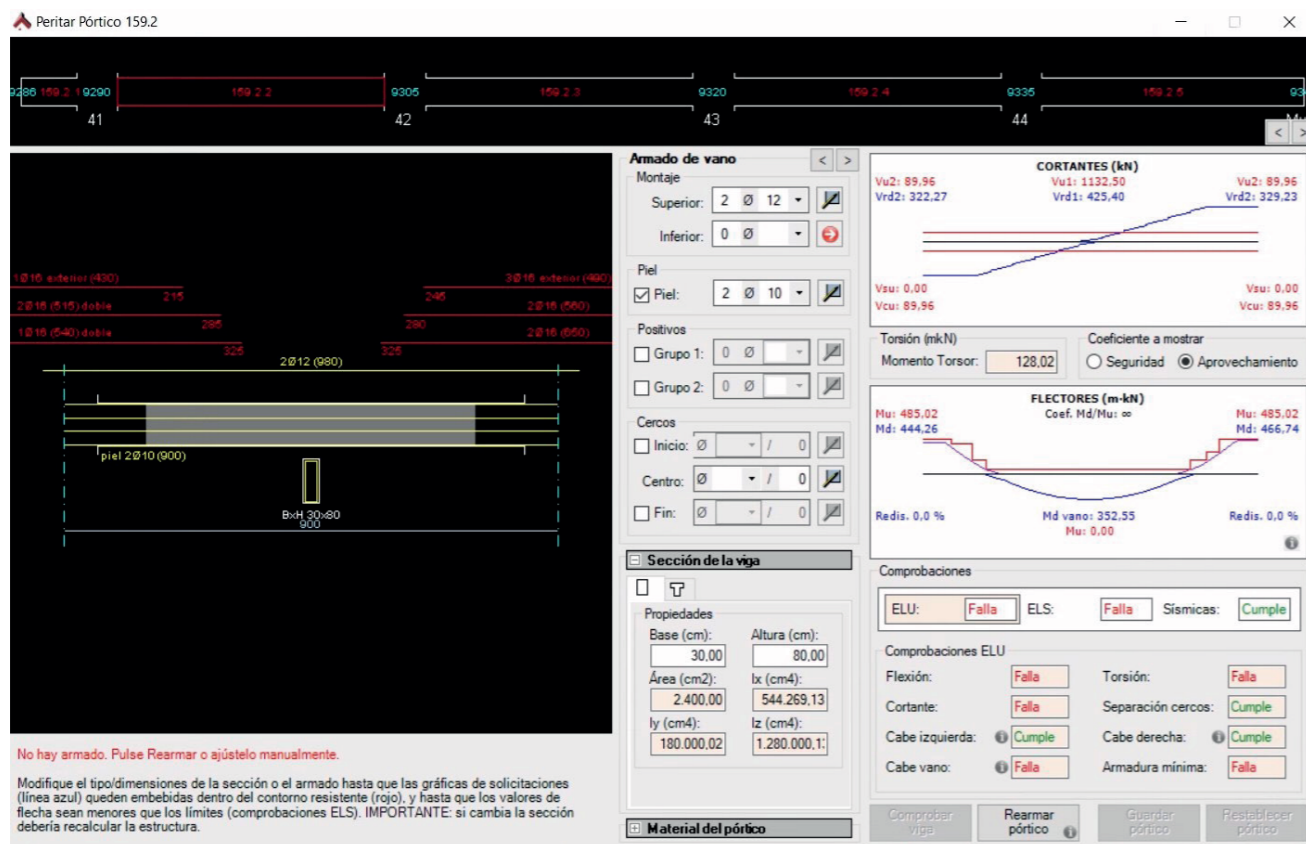 Peritar Pórtico 159.2
9286 159.2.1 9290 159.2.2 9305 159.2.3 9320 159.2.4 9335 159.2.5
41 42 43 44
1Ø16 exterior (430) 3Ø16 exterior (490)
215 245
2Ø16 (515) doble 2Ø16 (560)
285 280
1Ø16 (540) doble 2Ø16 (650)
325 325
2Ø12 (980)
piel 2Ø10 (900)
BxH 30x80
900
No hay armado. Pulse Rearmar o ajústelo manualmente.
Modifique el tipo/dimensiones de la sección o el armado hasta que las gráficas de solicitaciones
(línea azul) queden embebidas dentro del contorno resistente (rojo), y hasta que los valores de
flecha sean menores que los límites (comprobaciones ELS). IMPORTANTE: si cambia la sección
debería recalcular la estructura.
Armado de vano < >
Montaje
Superior: 2 Ø 12
Inferior: 0 Ø
Piel
Piel: 2 Ø 10
Positivos
Grupo 1: 0 Ø
Grupo 2: 0 Ø
Cercos
Inicio: Ø / 0
Centro: Ø / 0
Fin: Ø / 0
Sección de la viga
Propiedades
Base (cm): Altura (cm):
30,00 80,00
Área (cm2): Ix (cm4):
2.400,00 544.269,13
Iy (cm4): Iz (cm4):
180.000,02 1.280.000,1
Material del pórtico
CORTANTES (kN)
Vu2: 89,96 Vu1: 1132,50 Vu2: 89,96
Vrd2: 322,27 Vrd1: 425,40 Vrd2: 329,23
Vsu: 0,00 Vsu: 0,00
Vcu: 89,96 Vcu: 89,96
Torsión (mkN) Coeficiente a mostrar
Momento Torsor: 128,02 Seguridad Aprovechamiento
FLECTORES (m·kN)
Mu: 485,02 Coef. Md/Mu: ∞ Mu: 485,02
Md: 444,26 Md: 466,74
Redis. 0,0 % Md vano: 352,55 Redis. 0,0 %
Mu: 0,00
Comprobaciones
ELU: Falla ELS: Falla Sísmicas: Cumple
Comprobaciones ELU
Flexión: Falla Torsión: Falla
Cortante: Falla Separación cercos: Cumple
Cabe izquierda: Cumple Cabe derecha: Cumple
Cabe vano: Falla Armadura mínima: Falla
Comprobar viga Rearmar pórtico Guardar pórtico Restablecer pórtico